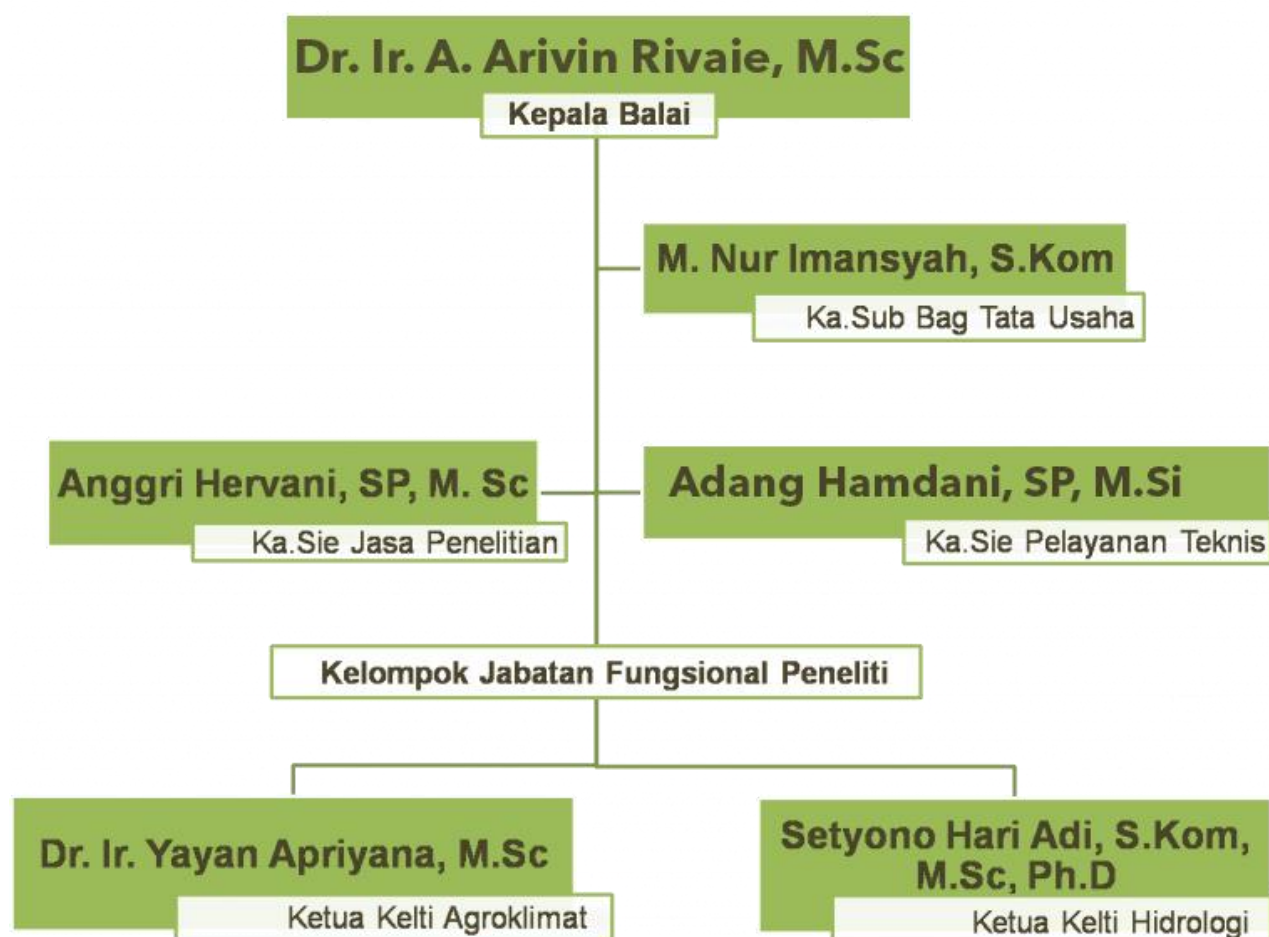 Dr. Ir. A. Arivin Rivaie, M.Sc
Kepala Balai
M. Nur Imansyah, S.Kom
Ka.Sub Bag Tata Usaha
Anggri Hervani, SP, M. Sc
Ka.Sie Jasa Penelitian
Adang Hamdani, SP, M.Si
Ka.Sie Pelayanan Teknis
Kelompok Jabatan Fungsional Peneliti
Dr. Ir. Yayan Apriyana, M.Sc
Ketua Kelti Agroklimat
Setyono Hari Adi, S.Kom,
M.Sc, Ph.D
Ketua Kelti Hidrologi